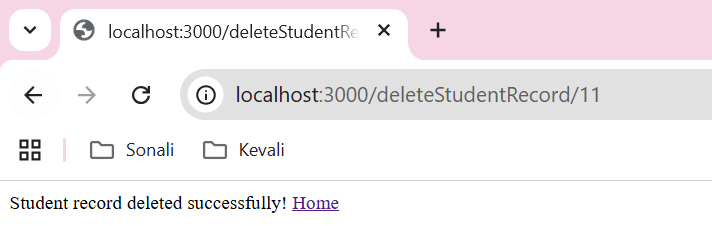 localhost:3000/deleteStudentRe
localhost:3000/deleteStudentRecord/11
Sonali Kevali
Student record deleted successfully! Home